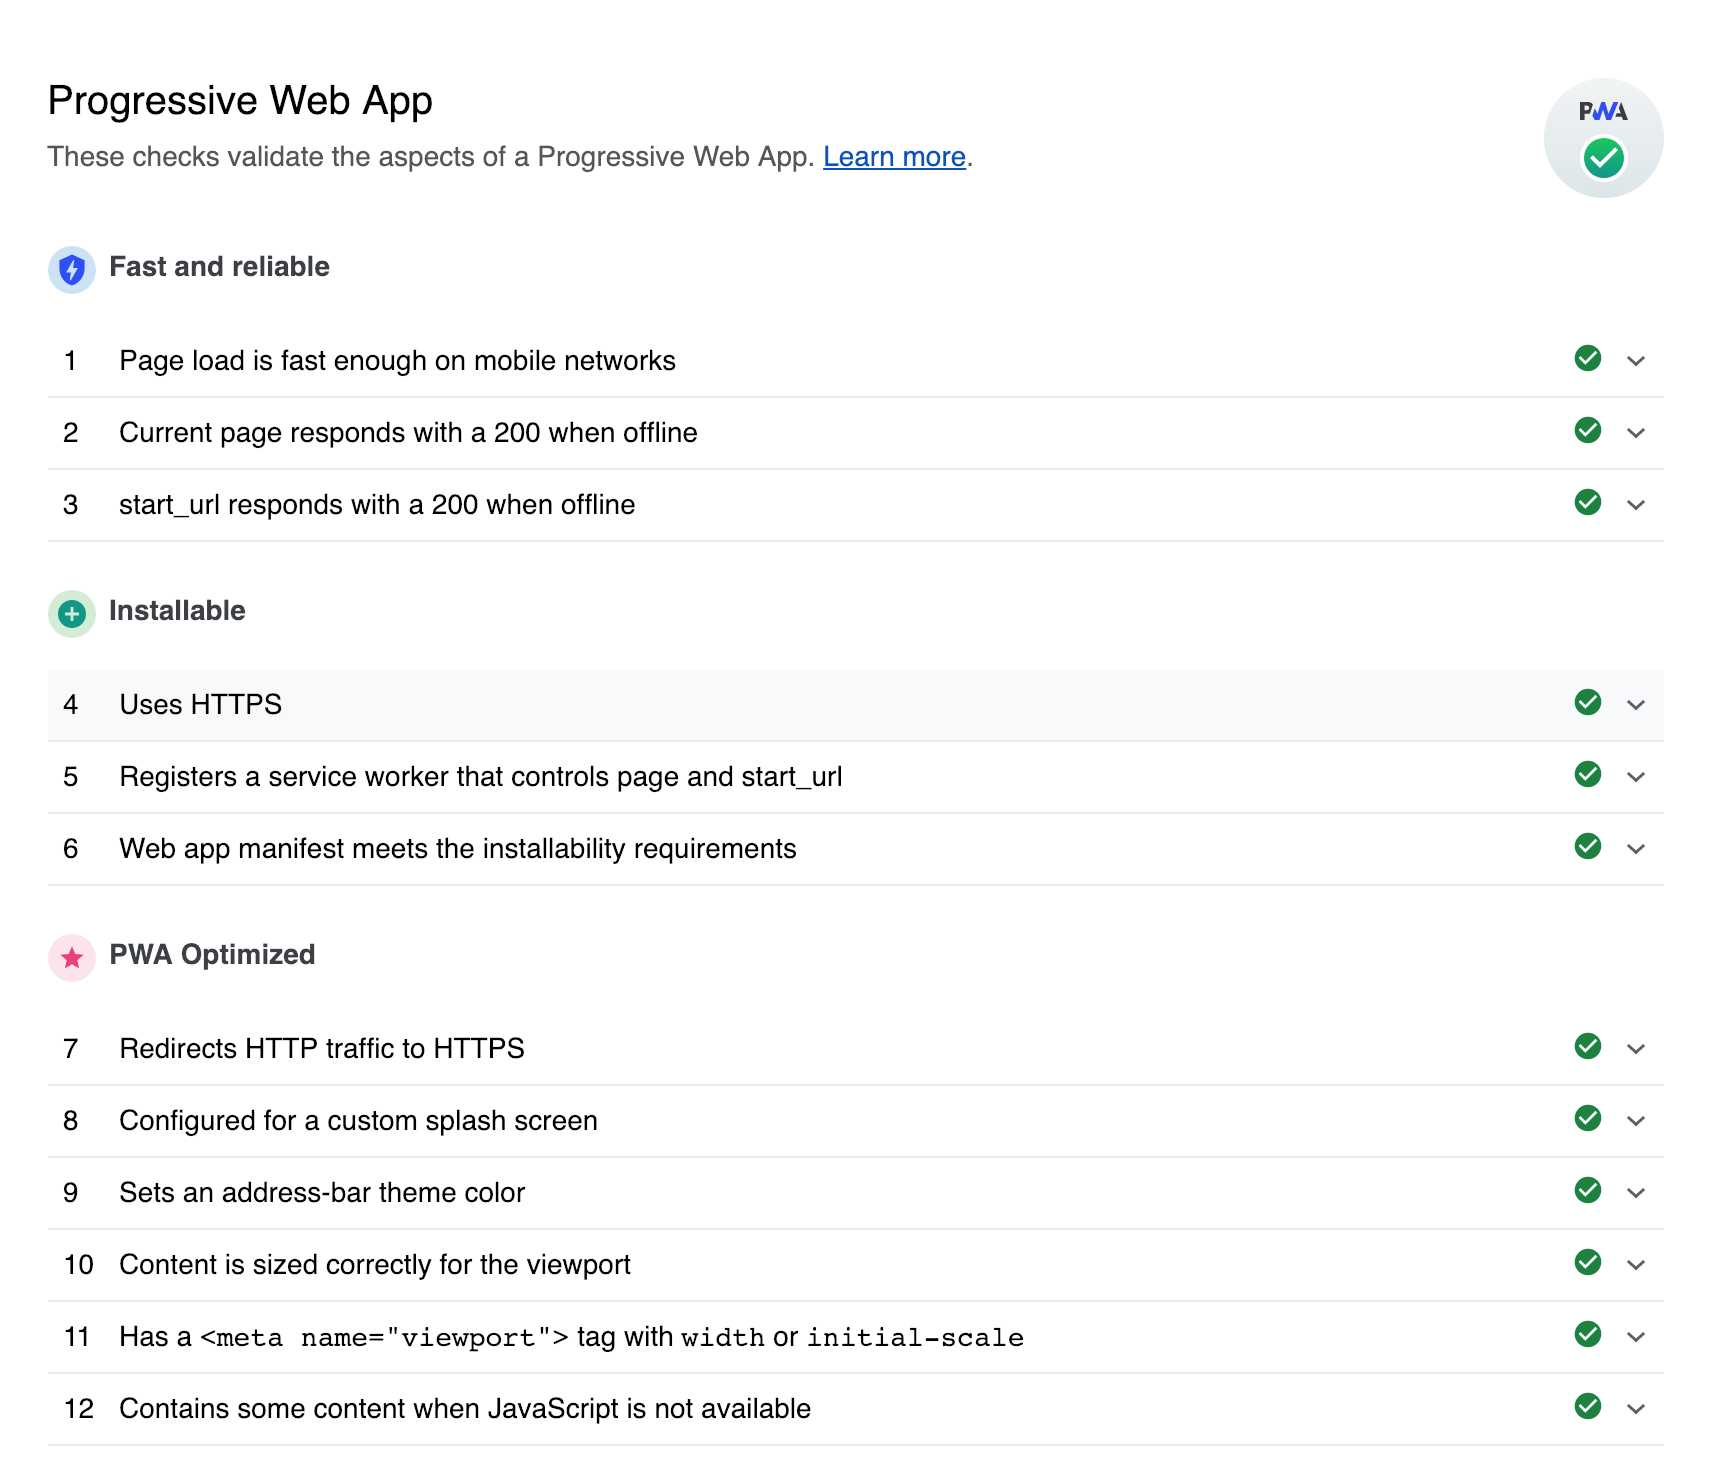 Progressive Web App
PWA
These checks validate the aspects of a Progressive Web App. Learn more.
Fast and reliable
1 Page load is fast enough on mobile networks
2 Current page responds with a 200 when offline
3 start_url responds with a 200 when offline
Installable
4 Uses HTTPS
5 Registers a service worker that controls page and start_url
6 Web app manifest meets the installability requirements
PWA Optimized
7 Redirects HTTP traffic to HTTPS
8 Configured for a custom splash screen
9 Sets an address-bar theme color
10 Content is sized correctly for the viewport
11 Has a <meta name="viewport"> tag with width or initial-scale
12 Contains some content when JavaScript is not available